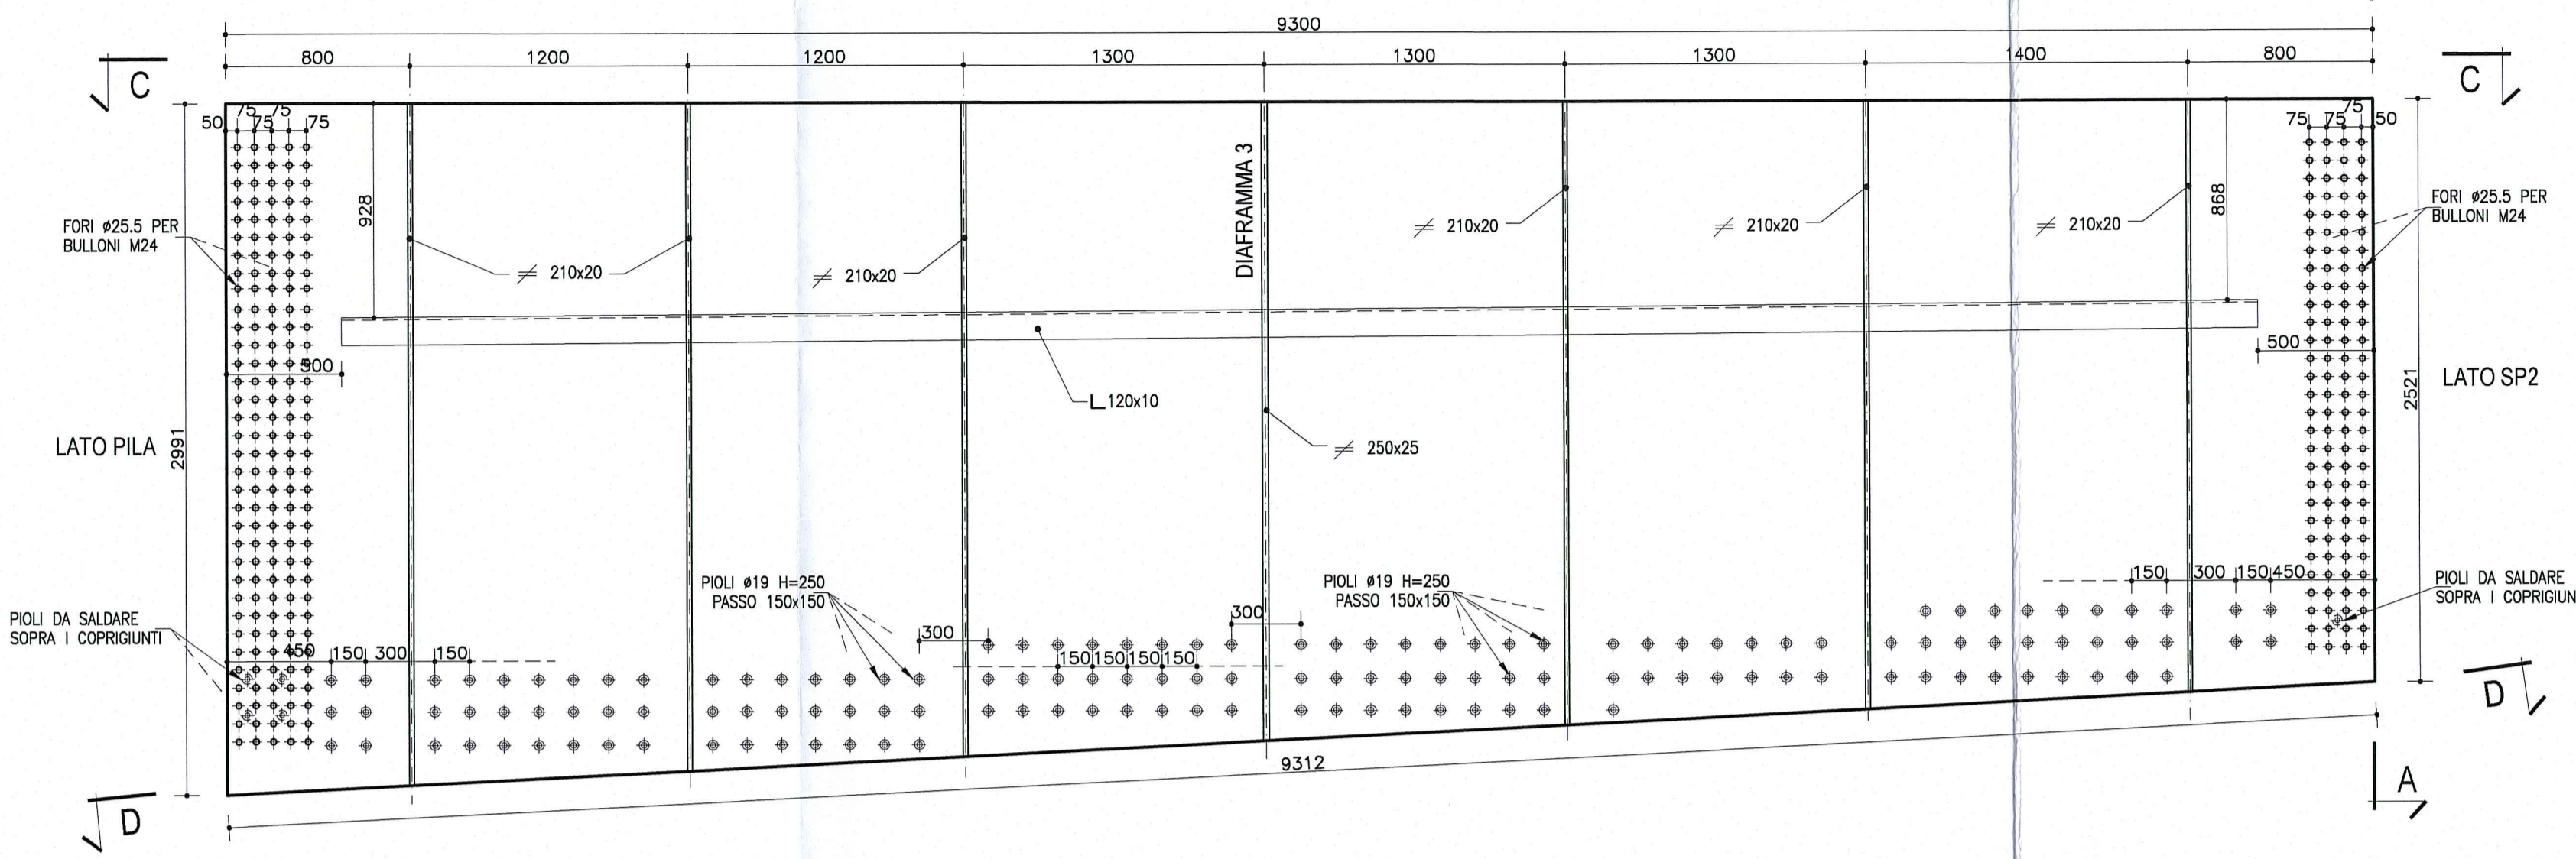 9300
800
1200
1200
1300
1300
1300
1400
800
C
C
50
75
75
75
75
75
75
75
75
50
928
868
DIAFRAMMA 3
FORI ø25.5 PER
BULLONI M24
FORI ø25.5 PER
BULLONI M24
210x20
210x20
210x20
210x20
210x20
500
500
L 120x10
250x25
LATO PILA
2991
2521
LATO SP2
PIOLI ø19 H=250
PASSO 150x150
PIOLI ø19 H=250
PASSO 150x150
150
300
150
450
PIOLI DA SALDARE
SOPRA I COPRIGIUN
PIOLI DA SALDARE
SOPRA I COPRIGIUNTI
300
300
450
150
300
150
150
150
150
150
9312
D
D
A